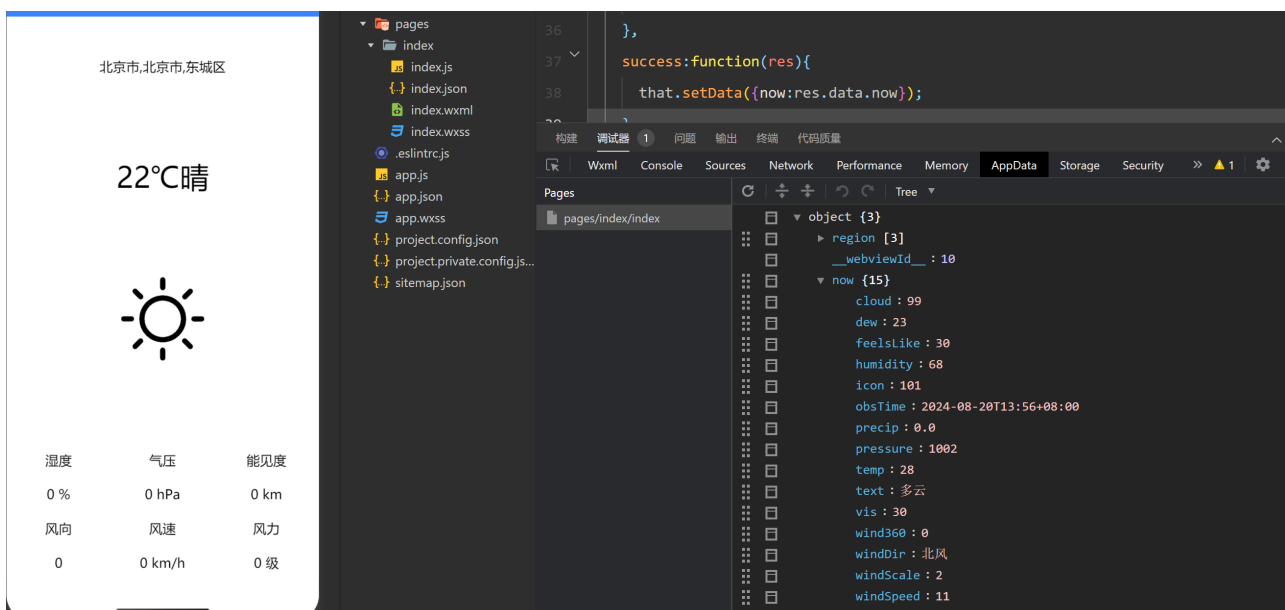 北京市,北京市,东城区
22℃晴
湿度 气压 能见度
0 % 0 hPa 0 km
风向 风速 风力
0 0 km/h 0 级
pages
index
JS index.js
{..} index.json
index.wxml
index.wxss
.eslintrc.js
JS app.js
{..} app.json
app.wxss
{..} project.config.json
{..} project.private.config.js...
{..} sitemap.json
36 },
37 success:function(res){
38 that.setData({now:res.data.now});
构建 调试器 1 问题 输出 终端 代码质量
Wxml Console Sources Network Performance Memory AppData Storage Security » 1
Pages Tree
pages/index/index
object {3}
region [3]
__webviewId__ : 10
now {15}
cloud : 99
dew : 23
feelsLike : 30
humidity : 68
icon : 101
obsTime : 2024-08-20T13:56+08:00
precip : 0.0
pressure : 1002
temp : 28
text : 多云
vis : 30
wind360 : 0
windDir : 北风
windScale : 2
windSpeed : 11